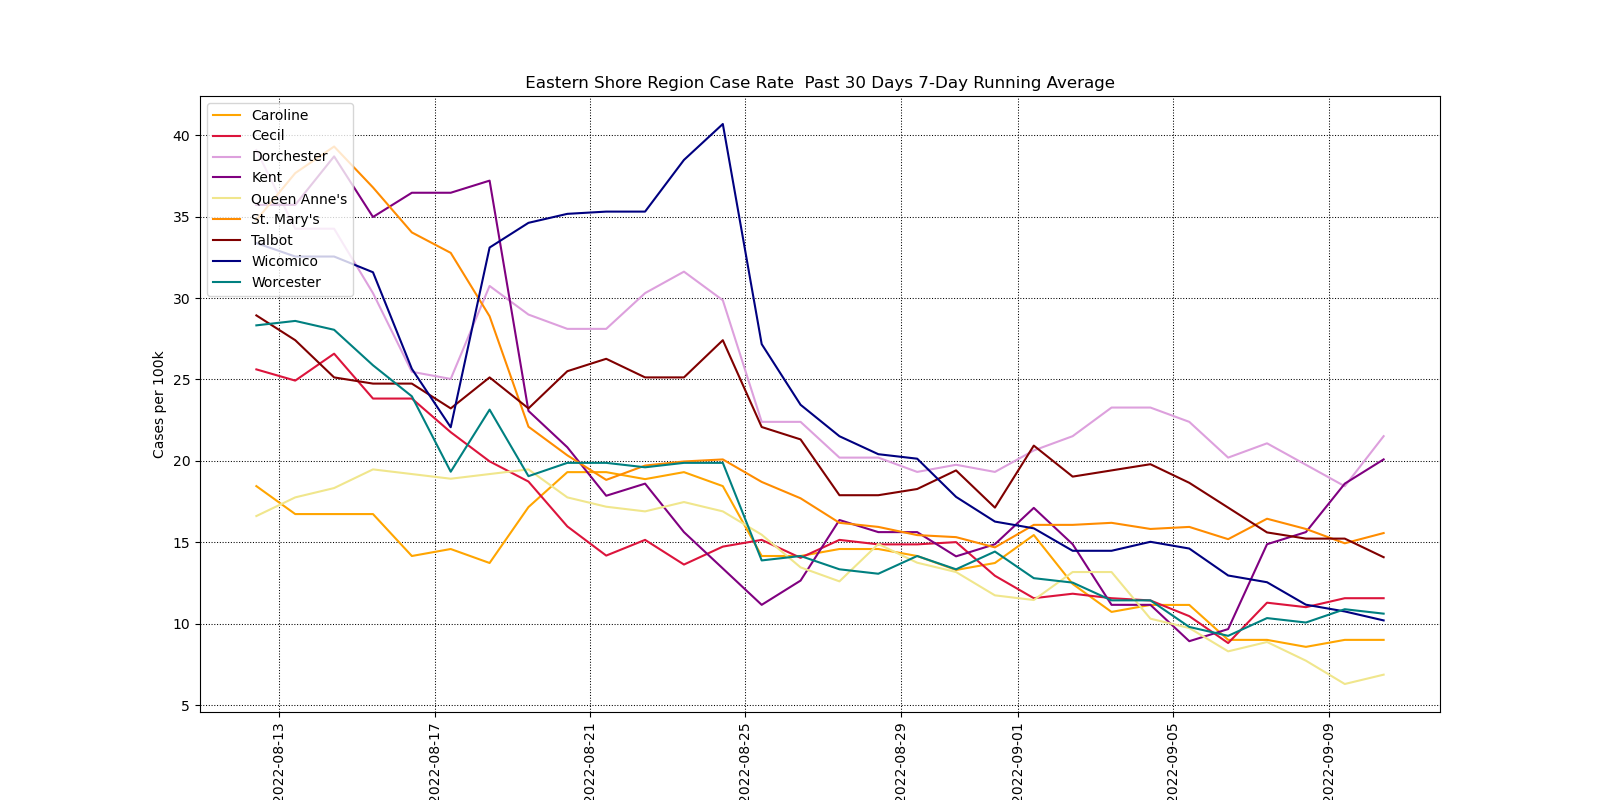 Eastern Shore Region Case Rate  Past 30 Days 7-Day Running Average
Caroline
Cecil
Dorchester
Kent
Queen Anne's
St. Mary's
Talbot
Wicomico
Worcester
40
35
30
25
20
15
10
5
Cases per 100k
2022-08-13
2022-08-17
2022-08-21
2022-08-25
2022-08-29
2022-09-01
2022-09-05
2022-09-09